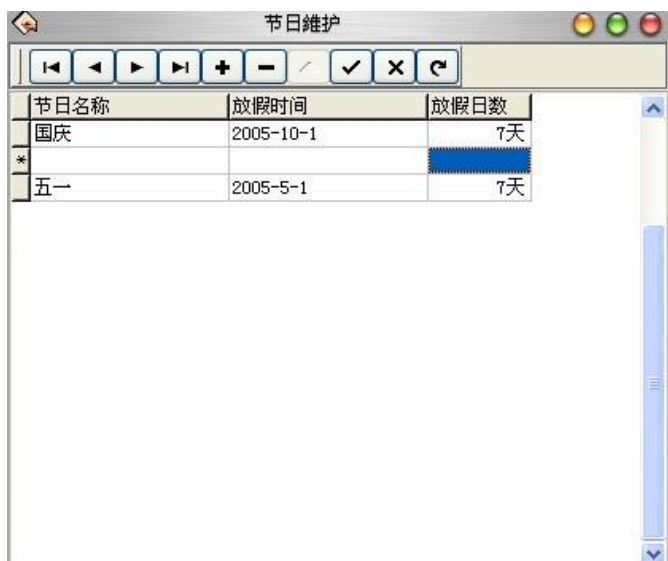 节日維护
节日名称 放假时间 放假日数
国庆 2005-10-1 7天
*
五一 2005-5-1 7天